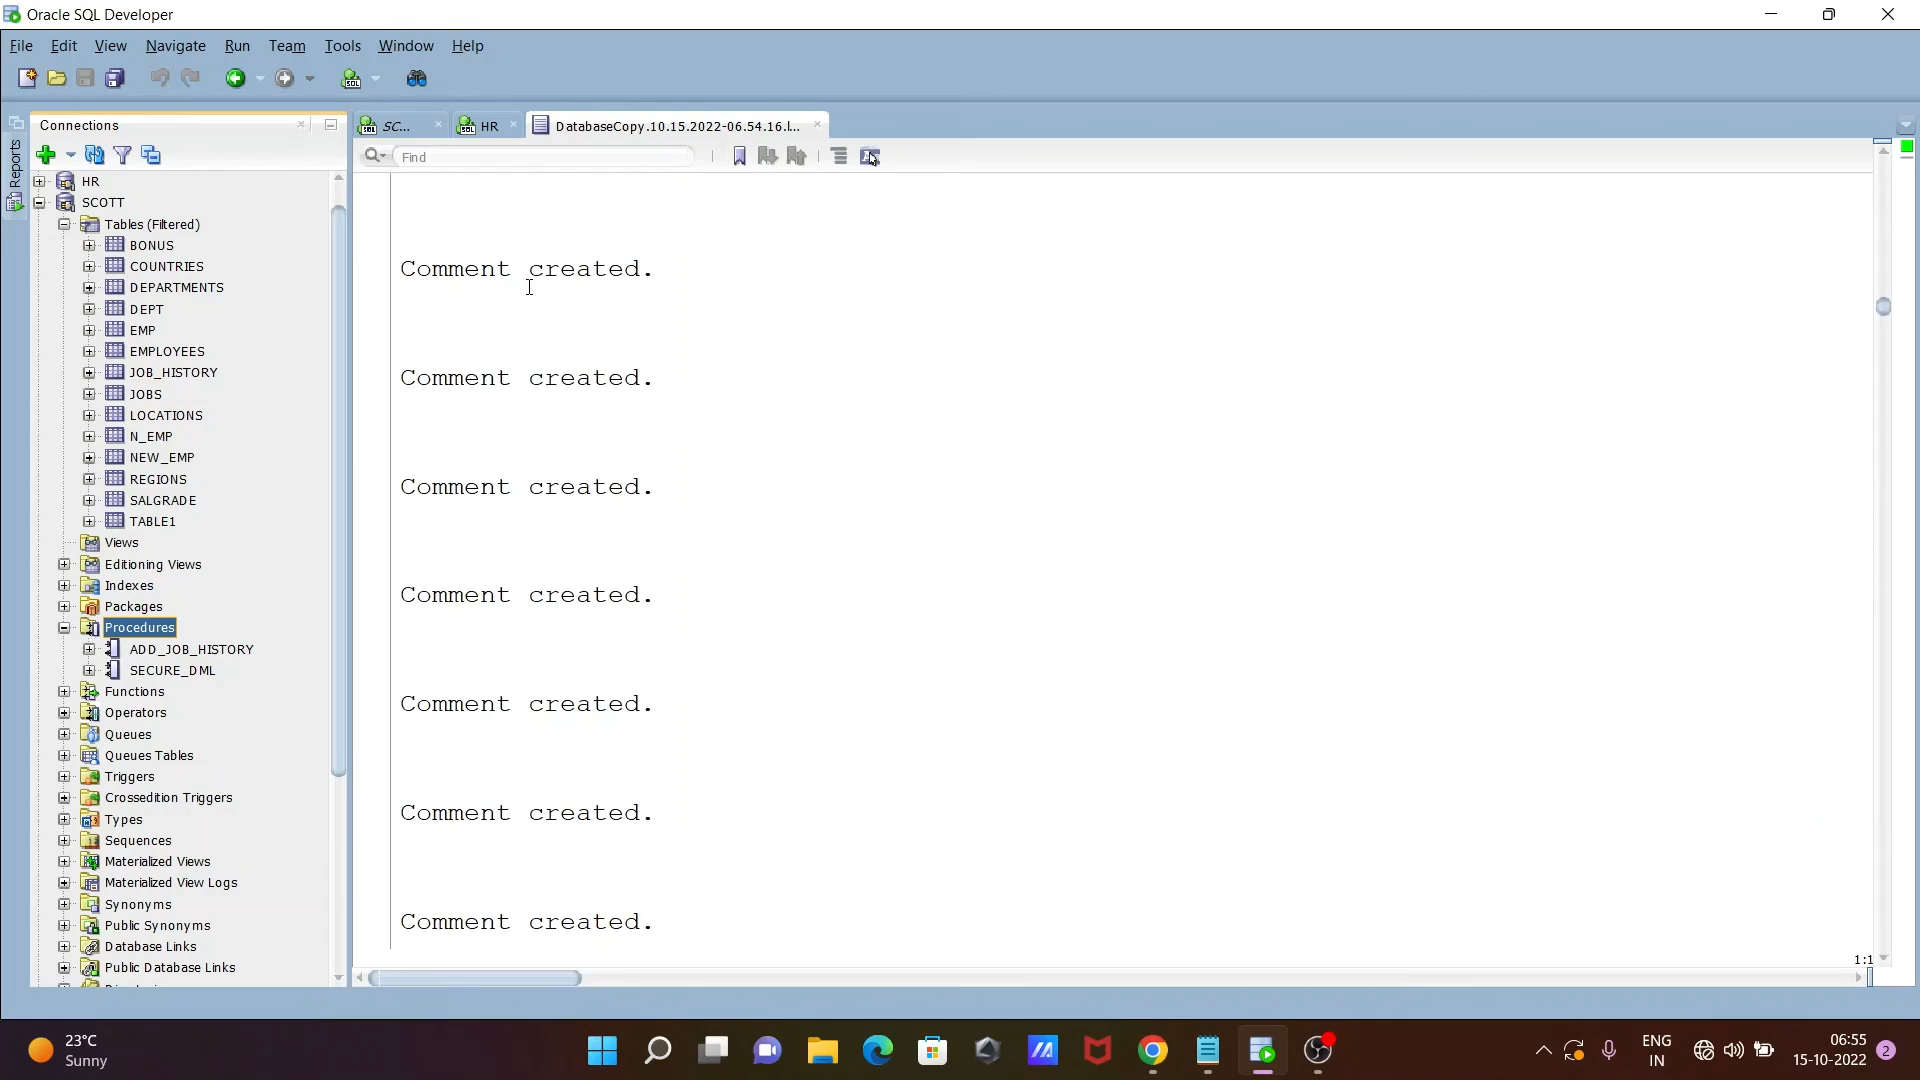 Oracle SQL Developer
File Edit View Navigate Run Team Tools Window Help
Reports
Connections
SC...
HR
DatabaseCopy.10.15.2022-06.54.16.l...
Find
HR
SCOTT
Tables (Filtered)
BONUS
COUNTRIES
DEPARTMENTS
DEPT
EMP
EMPLOYEES
JOB_HISTORY
JOBS
LOCATIONS
N_EMP
NEW_EMP
REGIONS
SALGRADE
TABLE1
Views
Editioning Views
Indexes
Packages
Procedures
ADD_JOB_HISTORY
SECURE_DML
Functions
Operators
Queues
Queues Tables
Triggers
Crossedition Triggers
Types
Sequences
Materialized Views
Materialized View Logs
Synonyms
Public Synonyms
Database Links
Public Database Links
Comment created.
Comment created.
Comment created.
Comment created.
Comment created.
Comment created.
Comment created.
1:1
23°C
Sunny
ENG
IN
06:55
15-10-2022
2